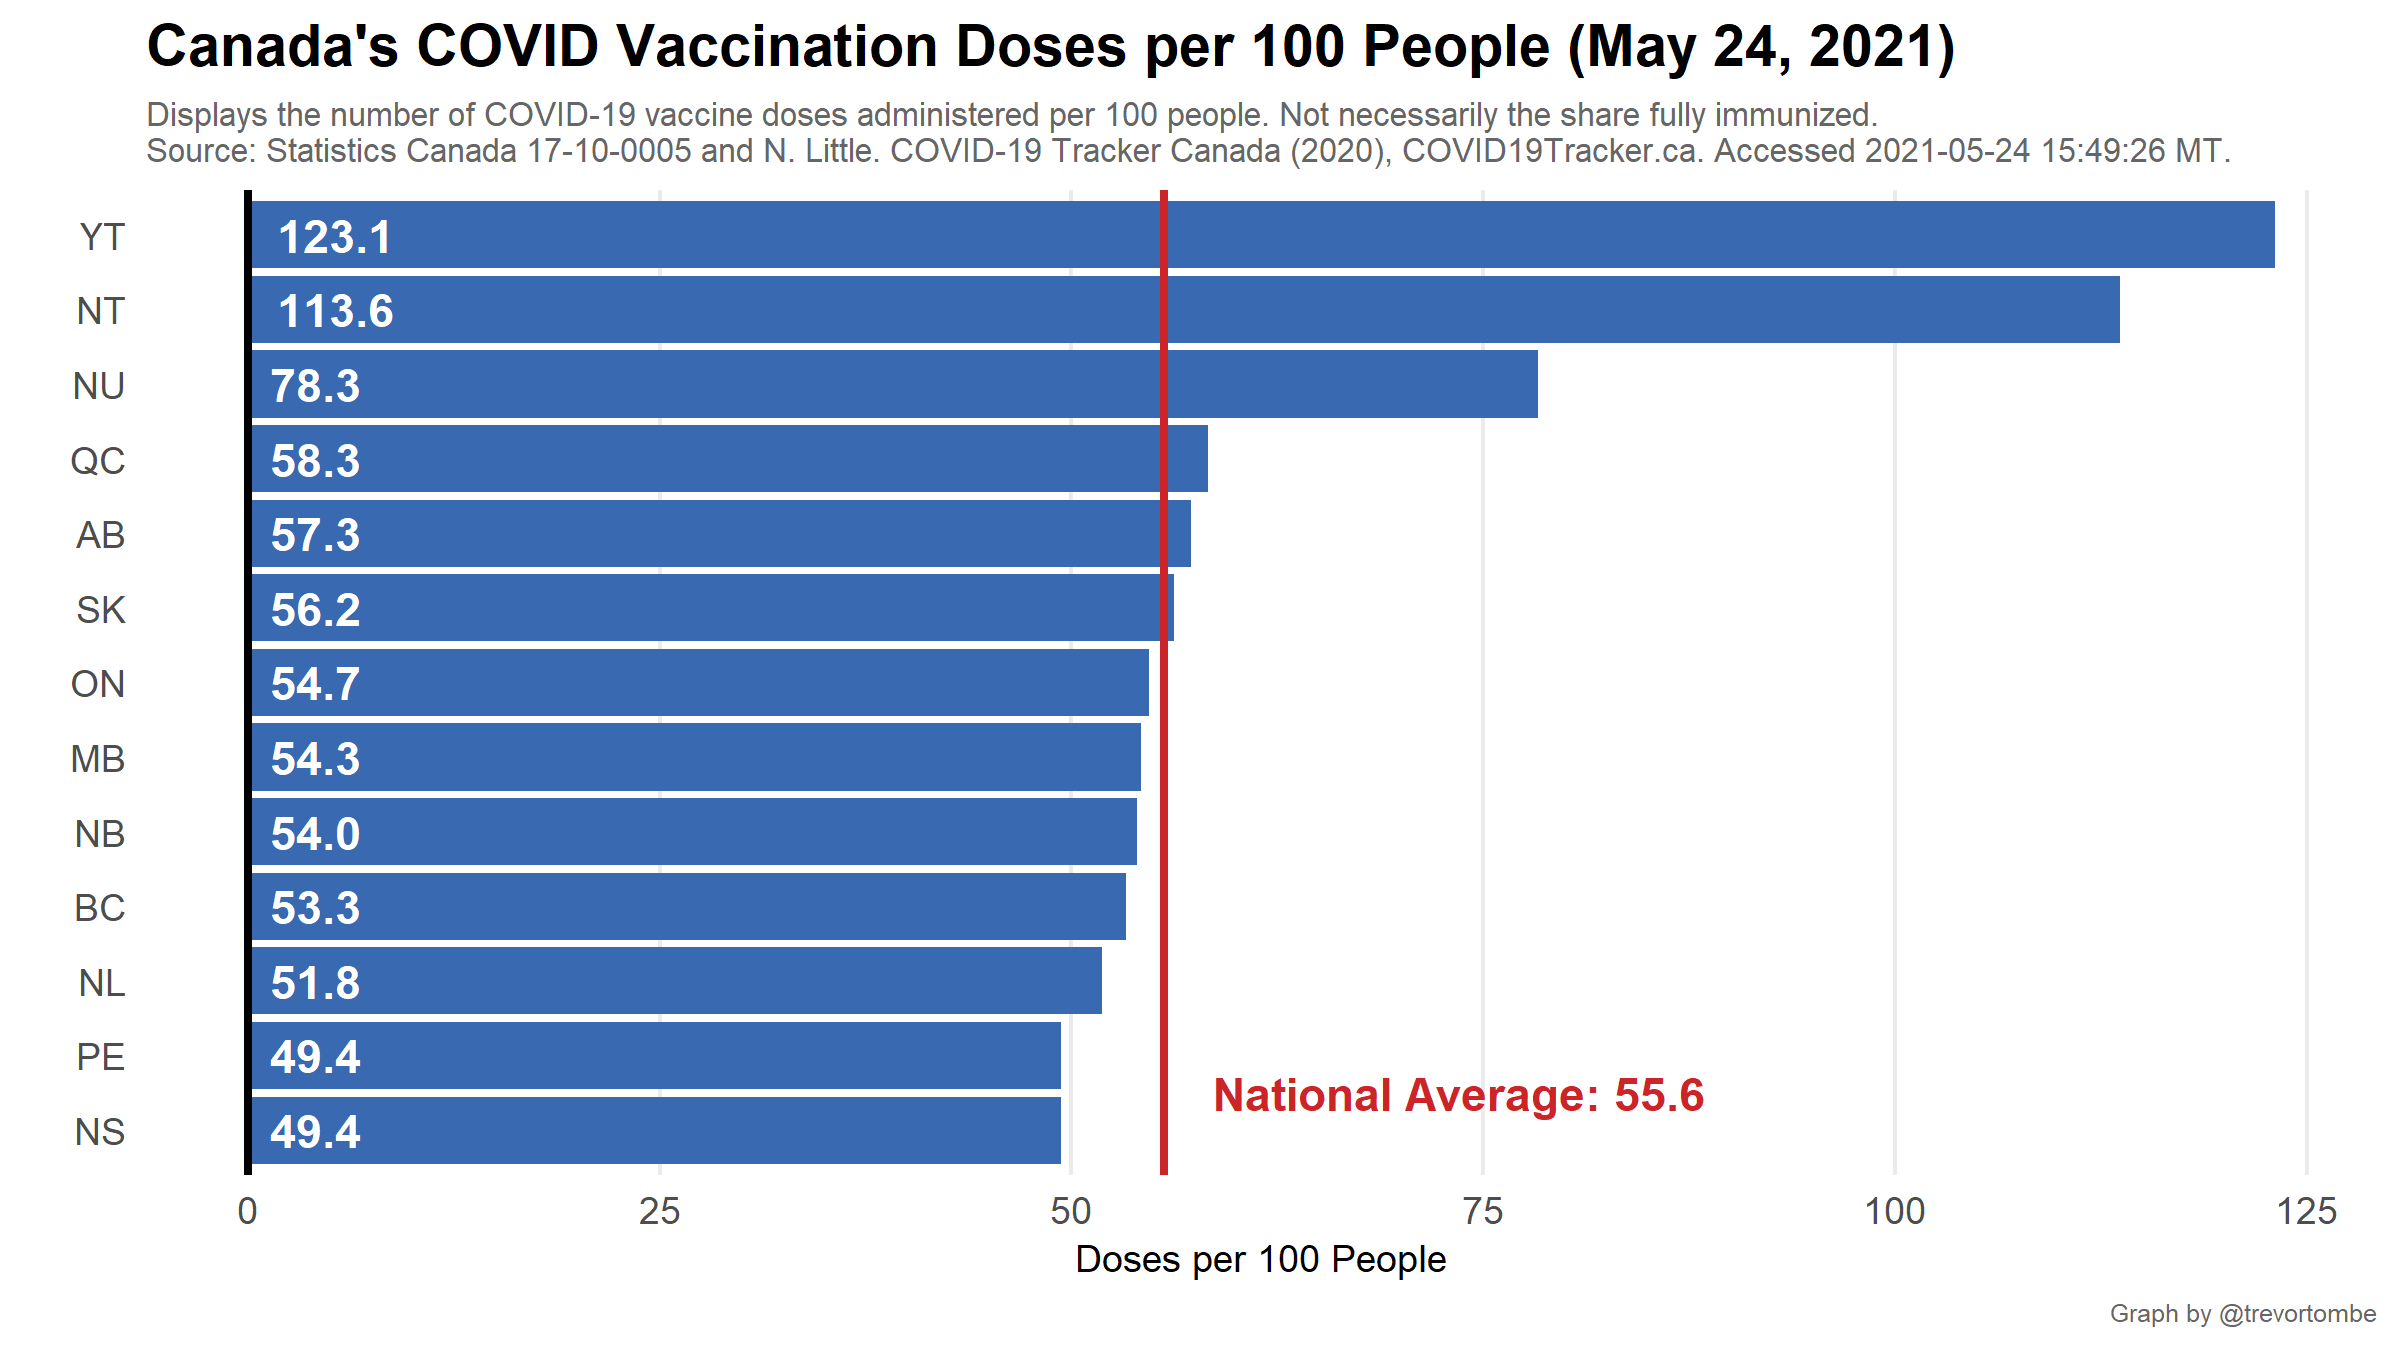 Canada's COVID Vaccination Doses per 100 People (May 24, 2021)
Displays the number of COVID-19 vaccine doses administered per 100 people. Not necessarily the share fully immunized.
Source: Statistics Canada 17-10-0005 and N. Little. COVID-19 Tracker Canada (2020), COVID19Tracker.ca. Accessed 2021-05-24 15:49:26 MT.
YT 123.1
NT 113.6
NU 78.3
QC 58.3
AB 57.3
SK 56.2
ON 54.7
MB 54.3
NB 54.0
BC 53.3
NL 51.8
PE 49.4
National Average: 55.6
NS 49.4
0 25 50 75 100 125
Doses per 100 People
Graph by @trevortombe